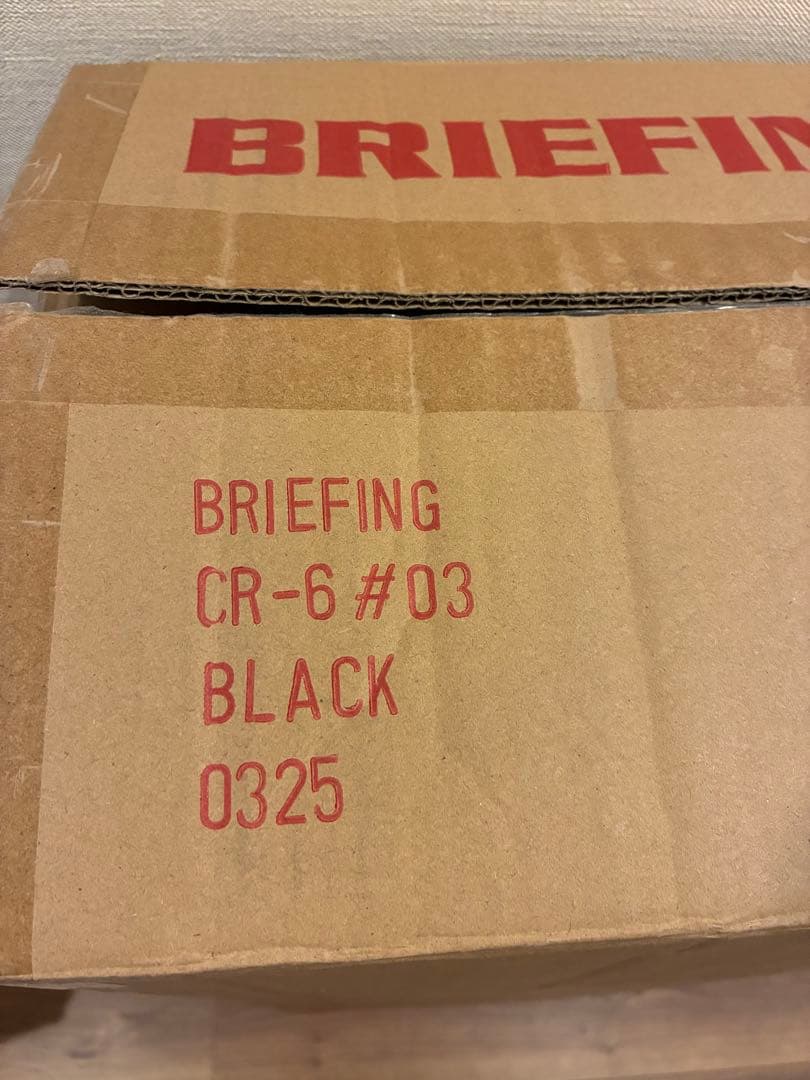 BRIEFIN
BRIEFING
CR-6 #03
BLACK
0325